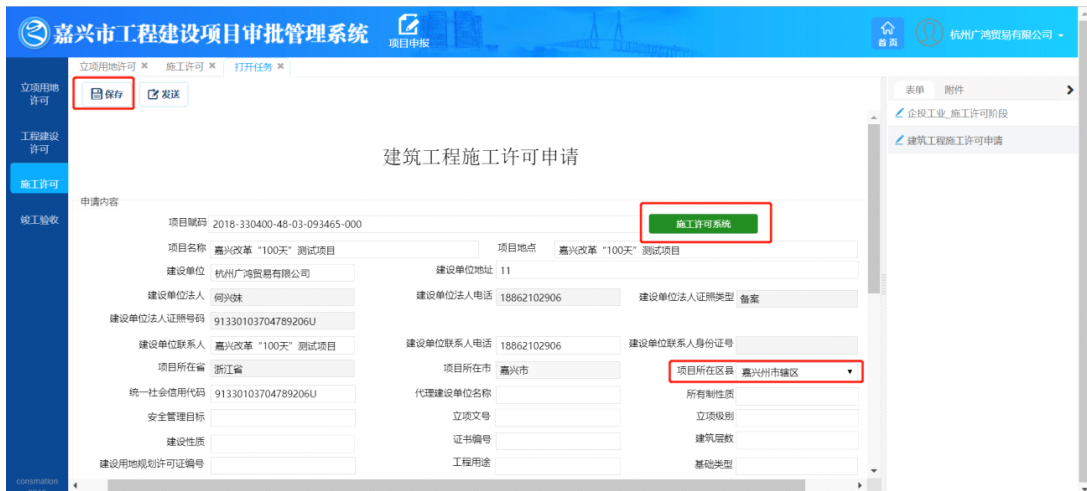 嘉兴市工程建设项目审批管理系统
项目申报
首页
杭州广鸿贸易有限公司
立项用地许可 × 施工许可 × 打开任务 ×
立项用地许可
工程建设许可
施工许可
竣工验收
保存 发送
表单 附件
企投工业_施工许可阶段
建筑工程施工许可申请
建筑工程施工许可申请
申请内容
项目赋码 2018-330400-48-03-093465-000 施工许可系统
项目名称 嘉兴改革“100天”测试项目 项目地点 嘉兴改革“100天”测试项目
建设单位 杭州广鸿贸易有限公司 建设单位地址 11
建设单位法人 何兴妹 建设单位法人电话 18862102906 建设单位法人证照类型 备案
建设单位法人证照号码 91330103704789206U
建设单位联系人 嘉兴改革“100天”测试项目 建设单位联系人电话 18862102906 建设单位联系人身份证号
项目所在省 浙江省 项目所在市 嘉兴市 项目所在区县 嘉兴州市辖区
统一社会信用代码 91330103704789206U 代理建设单位名称 所有制性质
安全管理目标 立项文号 立项级别
建设性质 证书编号 建筑层数
建设用地规划许可证编号 工程用途 基础类型
consmation